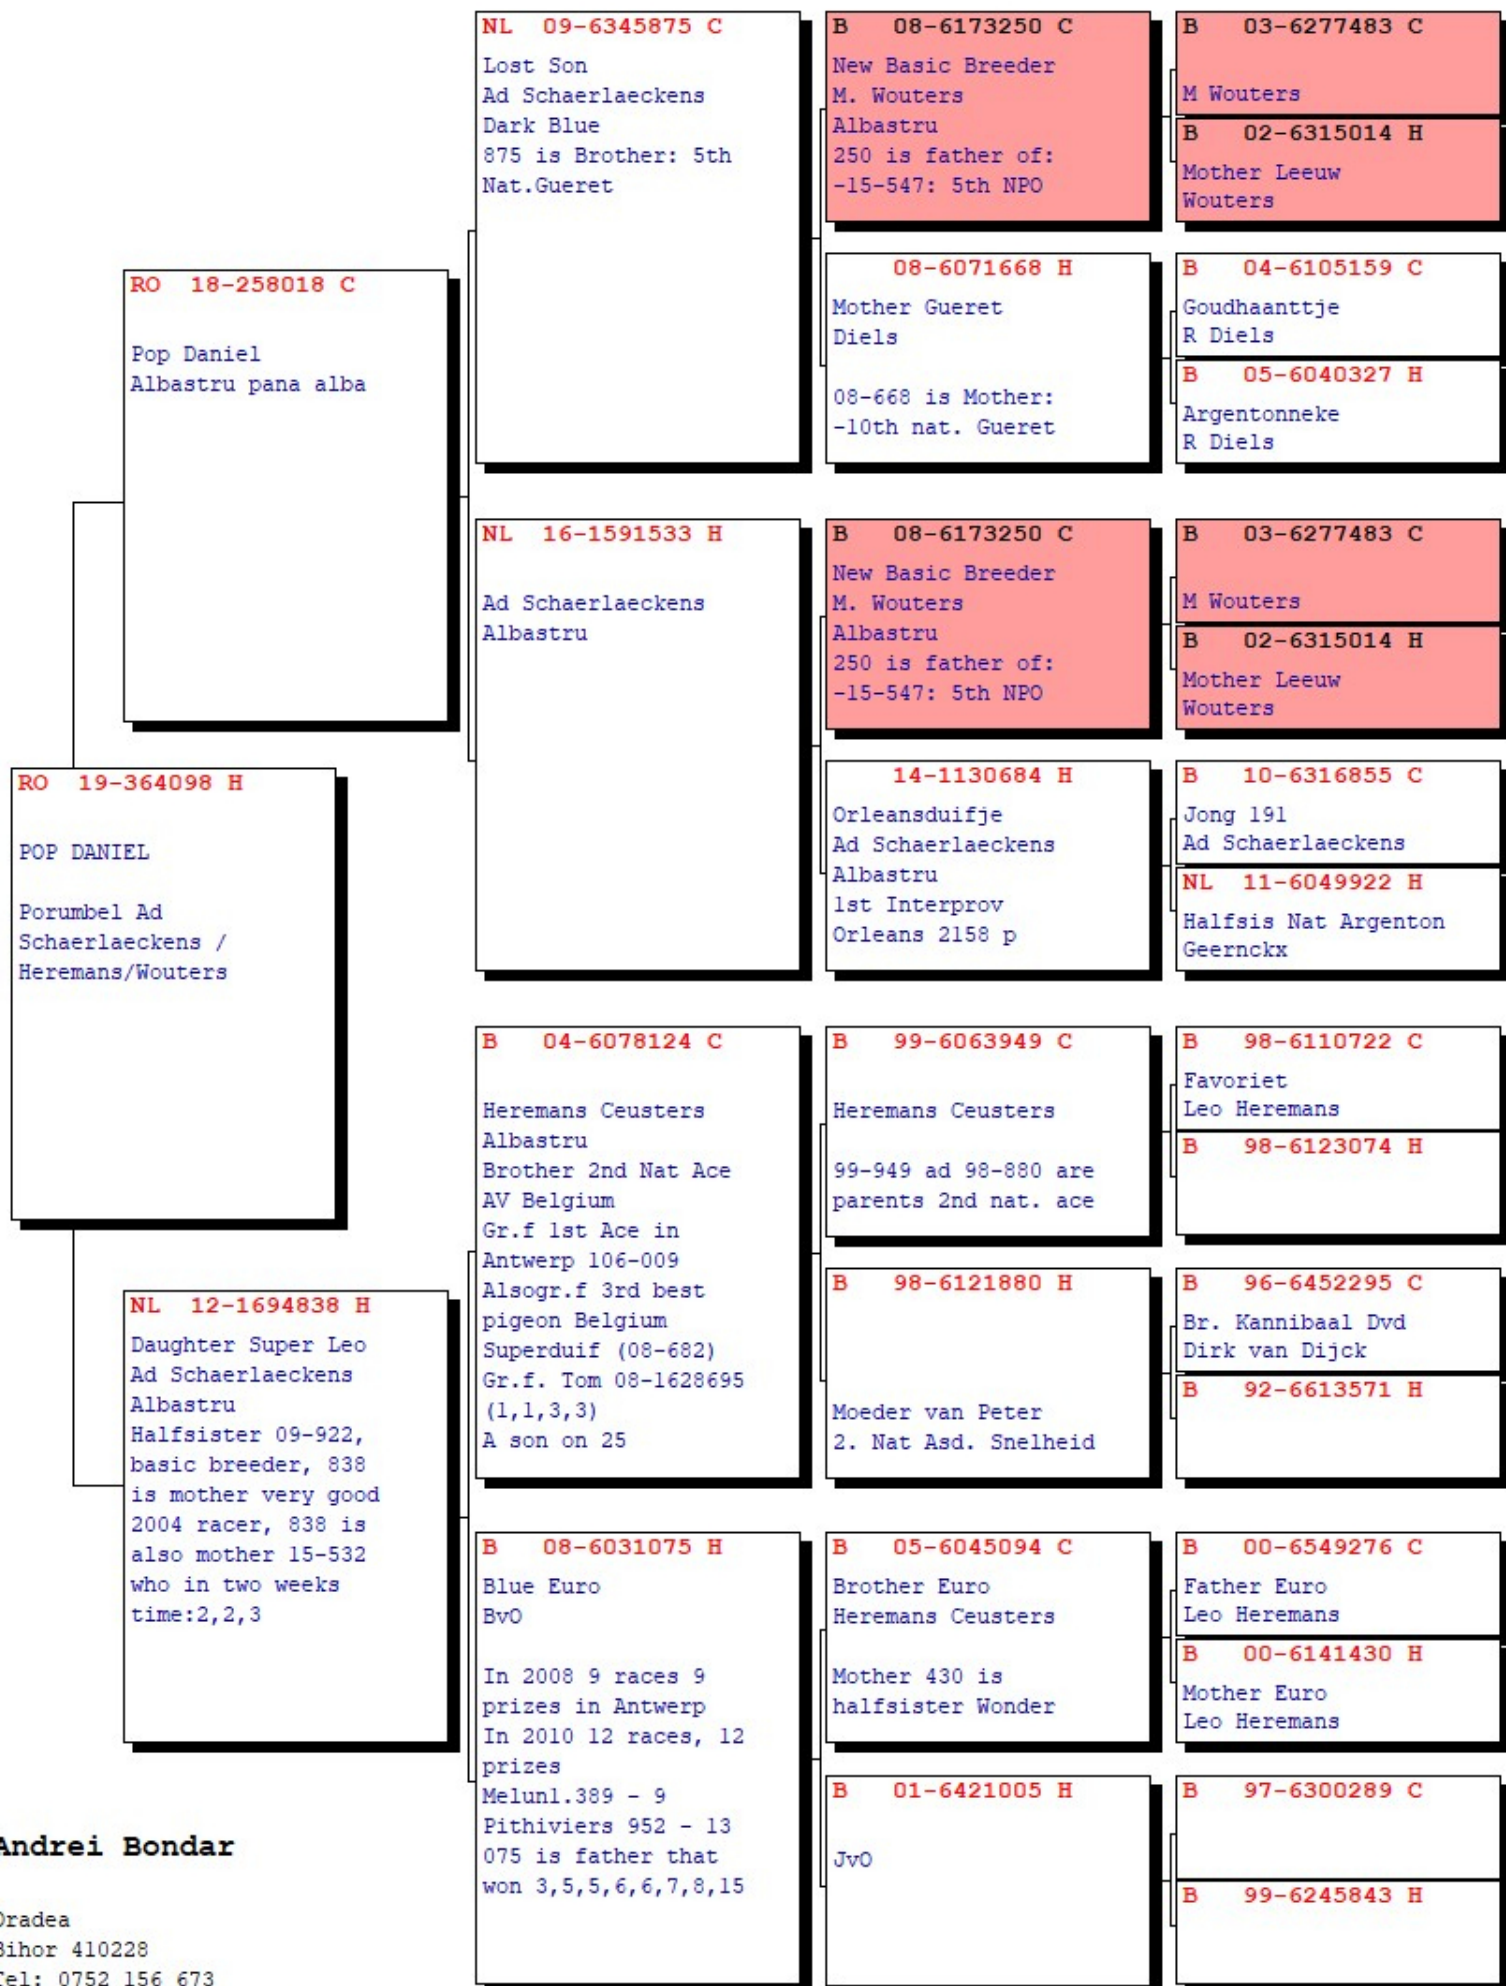 RO 19-364098 H
POP DANIEL
Porumbel Ad
Schaerlaeckens /
Heremans/Wouters
RO 18-258018 C
Pop Daniel
Albastru pana alba
NL 12-1694838 H
Daughter Super Leo
Ad Schaerlaeckens
Albastru
Halfsister 09-922,
basic breeder, 838
is mother very good
2004 racer, 838 is
also mother 15-532
who in two weeks
time:2,2,3
NL 09-6345875 C
Lost Son
Ad Schaerlaeckens
Dark Blue
875 is Brother: 5th
Nat.Gueret
NL 16-1591533 H
Ad Schaerlaeckens
Albastru
B 04-6078124 C
Heremans Ceusters
Albastru
Brother 2nd Nat Ace
AV Belgium
Gr.f 1st Ace in
Antwerp 106-009
Alsogr.f 3rd best
pigeon Belgium
Superduif (08-682)
Gr.f. Tom 08-1628695
(1,1,3,3)
A son on 25
B 08-6031075 H
Blue Euro
BvO
In 2008 9 races 9
prizes in Antwerp
In 2010 12 races, 12
prizes
Melun1.389 - 9
Pithiviers 952 - 13
075 is father that
won 3,5,5,6,6,7,8,15
B 08-6173250 C
New Basic Breeder
M. Wouters
Albastru
250 is father of:
-15-547: 5th NPO
08-6071668 H
Mother Gueret
Diels
08-668 is Mother:
-10th nat. Gueret
B 08-6173250 C
New Basic Breeder
M. Wouters
Albastru
250 is father of:
-15-547: 5th NPO
14-1130684 H
Orleansduifje
Ad Schaerlaeckens
Albastru
1st Interprov
Orleans 2158 p
B 99-6063949 C
Heremans Ceusters
99-949 ad 98-880 are
parents 2nd nat. ace
B 98-6121880 H
Moeder van Peter
2. Nat Asd. Snelheid
B 05-6045094 C
Brother Euro
Heremans Ceusters
Mother 430 is
halfsister Wonder
B 01-6421005 H
JvO
B 03-6277483 C
M Wouters
B 02-6315014 H
Mother Leeuw
Wouters
B 04-6105159 C
Goudhaanttje
R Diels
B 05-6040327 H
Argentonneke
R Diels
B 03-6277483 C
M Wouters
B 02-6315014 H
Mother Leeuw
Wouters
B 10-6316855 C
Jong 191
Ad Schaerlaeckens
NL 11-6049922 H
Halfsis Nat Argenton
Geernckx
B 98-6110722 C
Favoriet
Leo Heremans
B 98-6123074 H
B 96-6452295 C
Br. Kannibaal Dvd
Dirk van Dijck
B 92-6613571 H
B 00-6549276 C
Father Euro
Leo Heremans
B 00-6141430 H
Mother Euro
Leo Heremans
B 97-6300289 C
B 99-6245843 H
Andrei Bondar
Oradea
Bihor 410228
Tel: 0752 156 673